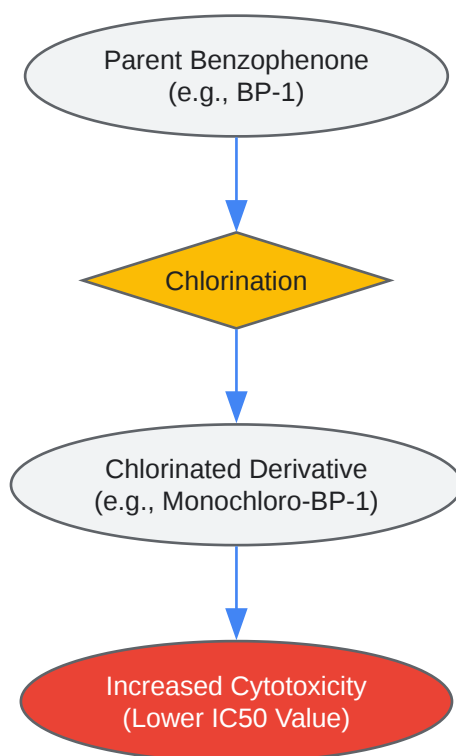 Parent Benzophenone
(e.g., BP-1)
Chlorination
Chlorinated Derivative
(e.g., Monochloro-BP-1)
Increased Cytotoxicity
(Lower IC50 Value)